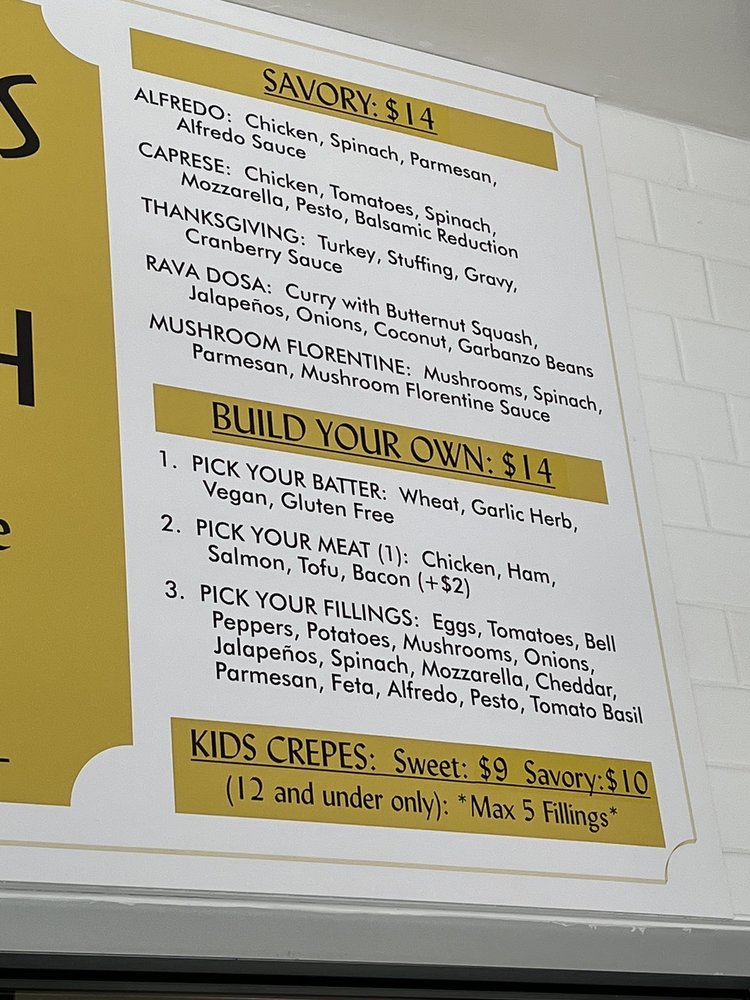 S
H
e
SAVORY: $14
ALFREDO: Chicken, Spinach, Parmesan,
Alfredo Sauce
CAPRESE: Chicken, Tomatoes, Spinach,
Mozzarella, Pesto, Balsamic Reduction
THANKSGIVING: Turkey, Stuffing, Gravy,
Cranberry Sauce
RAVA DOSA: Curry with Butternut Squash,
Jalapeños, Onions, Coconut, Garbanzo Beans
MUSHROOM FLORENTINE: Mushrooms, Spinach,
Parmesan, Mushroom Florentine Sauce
BUILD YOUR OWN: $14
1. PICK YOUR BATTER: Wheat, Garlic Herb,
Vegan, Gluten Free
2. PICK YOUR MEAT (1): Chicken, Ham,
Salmon, Tofu, Bacon (+$2)
3. PICK YOUR FILLINGS: Eggs, Tomatoes, Bell
Peppers, Potatoes, Mushrooms, Onions,
Jalapeños, Spinach, Mozzarella, Cheddar,
Parmesan, Feta, Alfredo, Pesto, Tomato Basil
KIDS CREPES: Sweet: $9 Savory:$10
(12 and under only): *Max 5 Fillings*